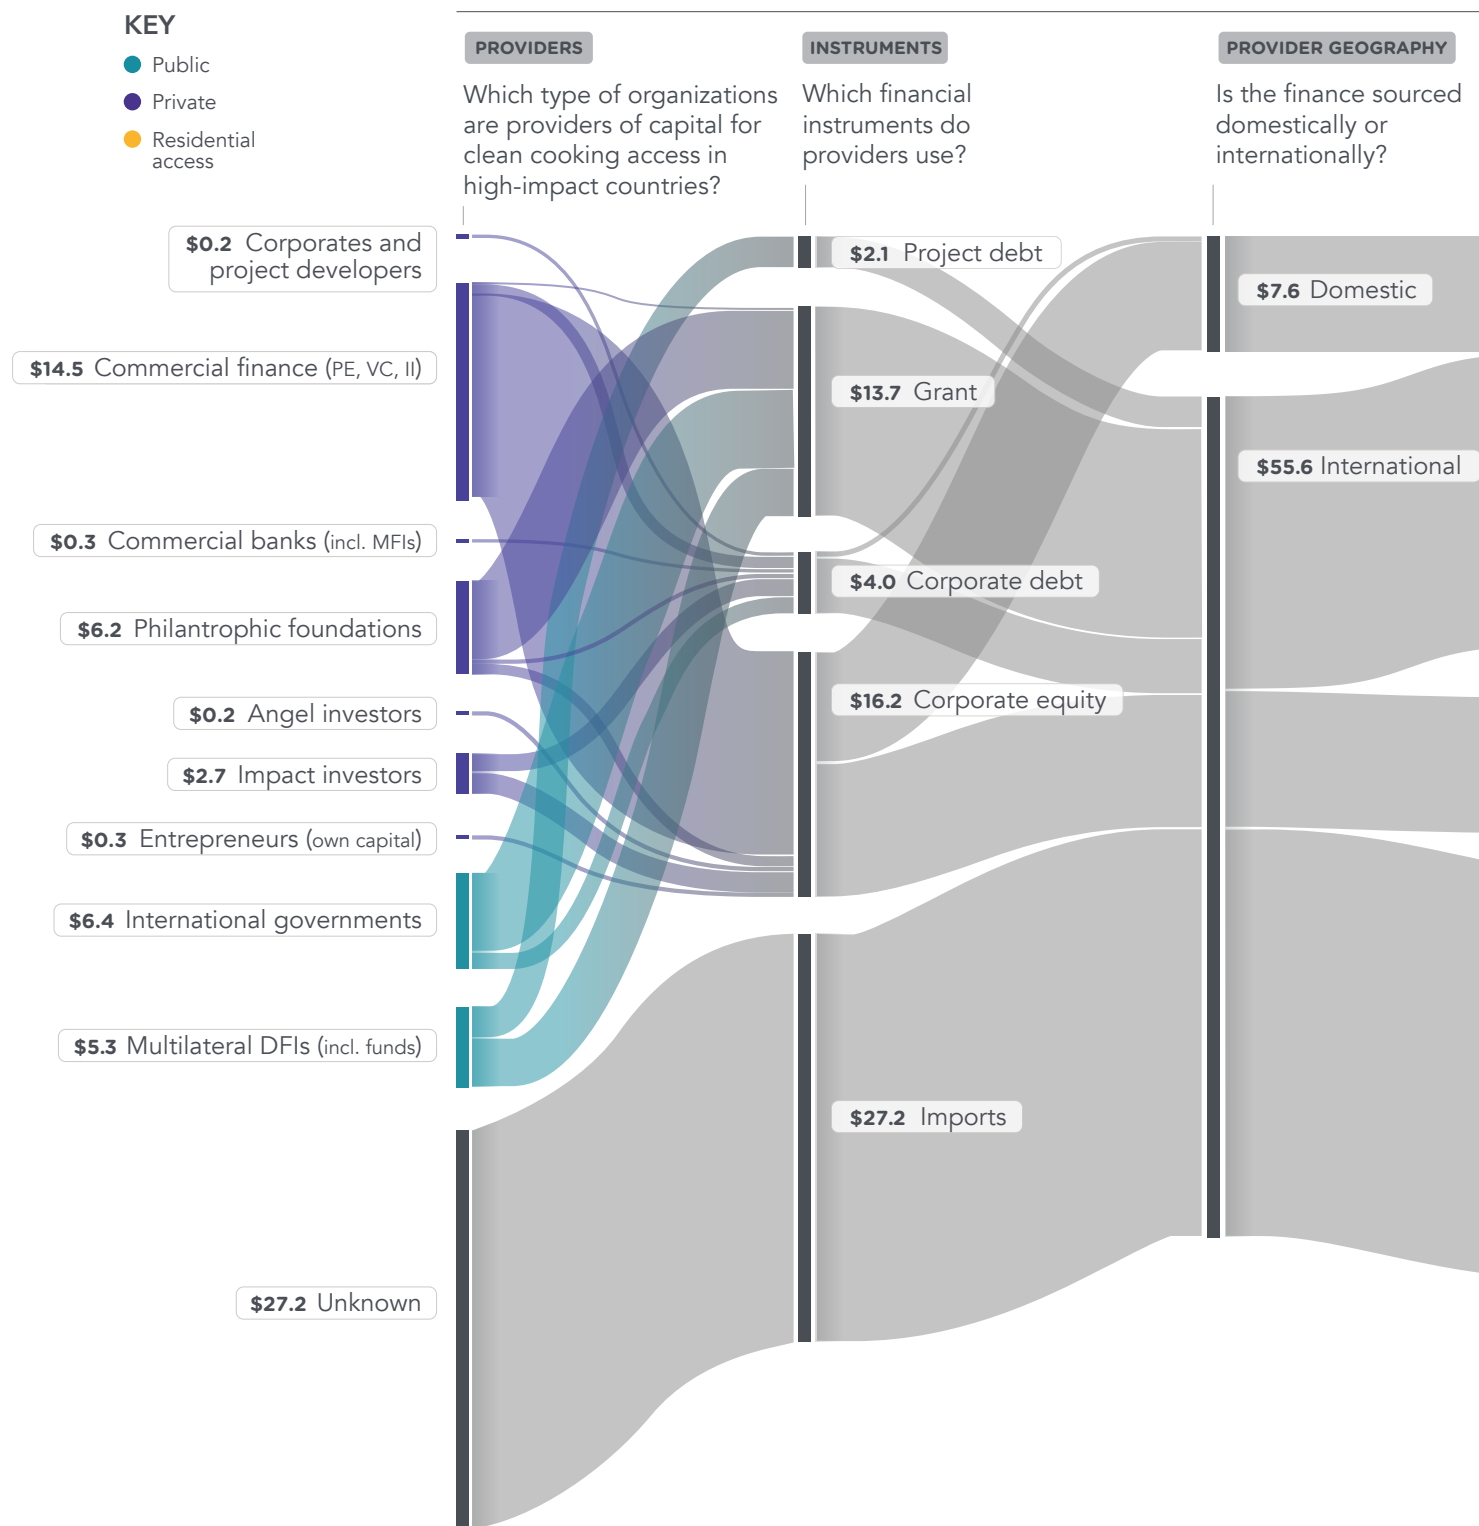 KEY
Public
Private
Residential
access
PROVIDERS
Which type of organizations
are providers of capital for
clean cooking access in
high-impact countries?
INSTRUMENTS
Which financial
instruments do
providers use?
PROVIDER GEOGRAPHY
Is the finance sourced
domestically or
internationally?
$0.2 Corporates and
project developers
$14.5 Commercial finance (PE, VC, II)
$0.3 Commercial banks (incl. MFIs)
$6.2 Philantrophic foundations
$0.2 Angel investors
$2.7 Impact investors
$0.3 Entrepreneurs (own capital)
$6.4 International governments
$5.3 Multilateral DFIs (incl. funds)
$27.2 Unknown
$2.1 Project debt
$13.7 Grant
$4.0 Corporate debt
$16.2 Corporate equity
$27.2 Imports
$7.6 Domestic
$55.6 International